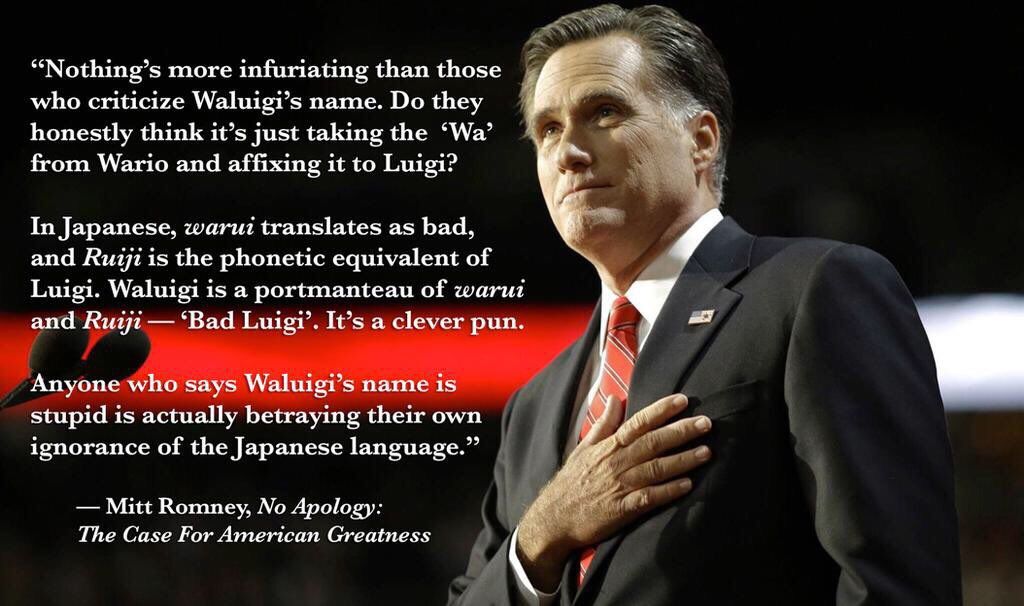 “Nothing’s more infuriating than those
who criticize Waluigi’s name. Do they
honestly think it’s just taking the ‘Wa’
from Wario and affixing it to Luigi?
In Japanese, warui translates as bad,
and Ruiji is the phonetic equivalent of
Luigi. Waluigi is a portmanteau of warui
and Ruiji — ‘Bad Luigi’. It’s a clever pun.
Anyone who says Waluigi’s name is
stupid is actually betraying their own
ignorance of the Japanese language.”
— Mitt Romney, No Apology:
The Case For American Greatness